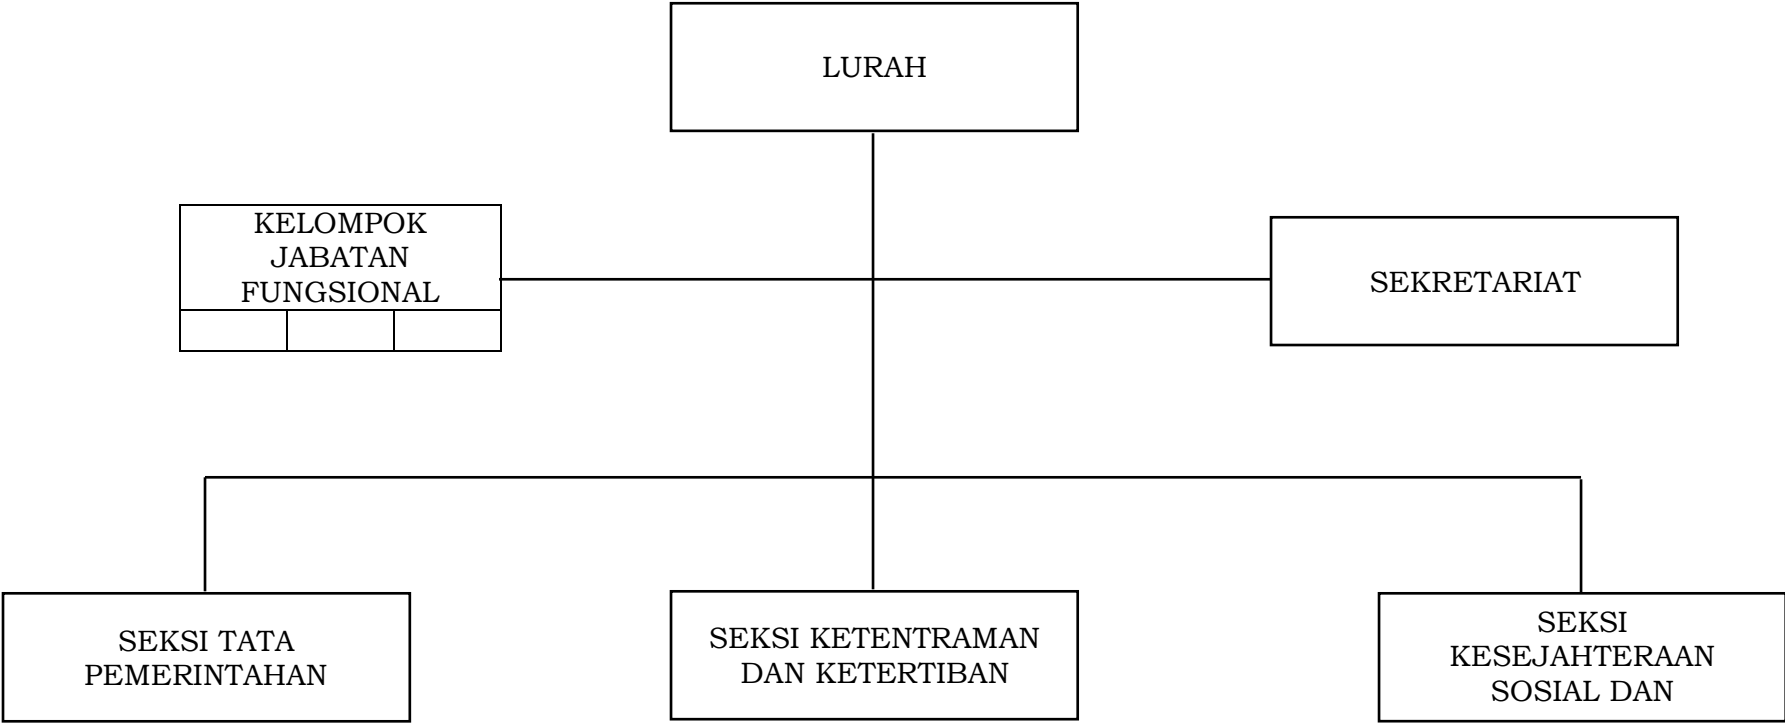 LURAH
KELOMPOK
JABATAN
FUNGSIONAL
SEKRETARIAT
SEKSI TATA
PEMERINTAHAN
SEKSI KETENTRAMAN
DAN KETERTIBAN
SEKSI
KESEJAHTERAAN
SOSIAL DAN